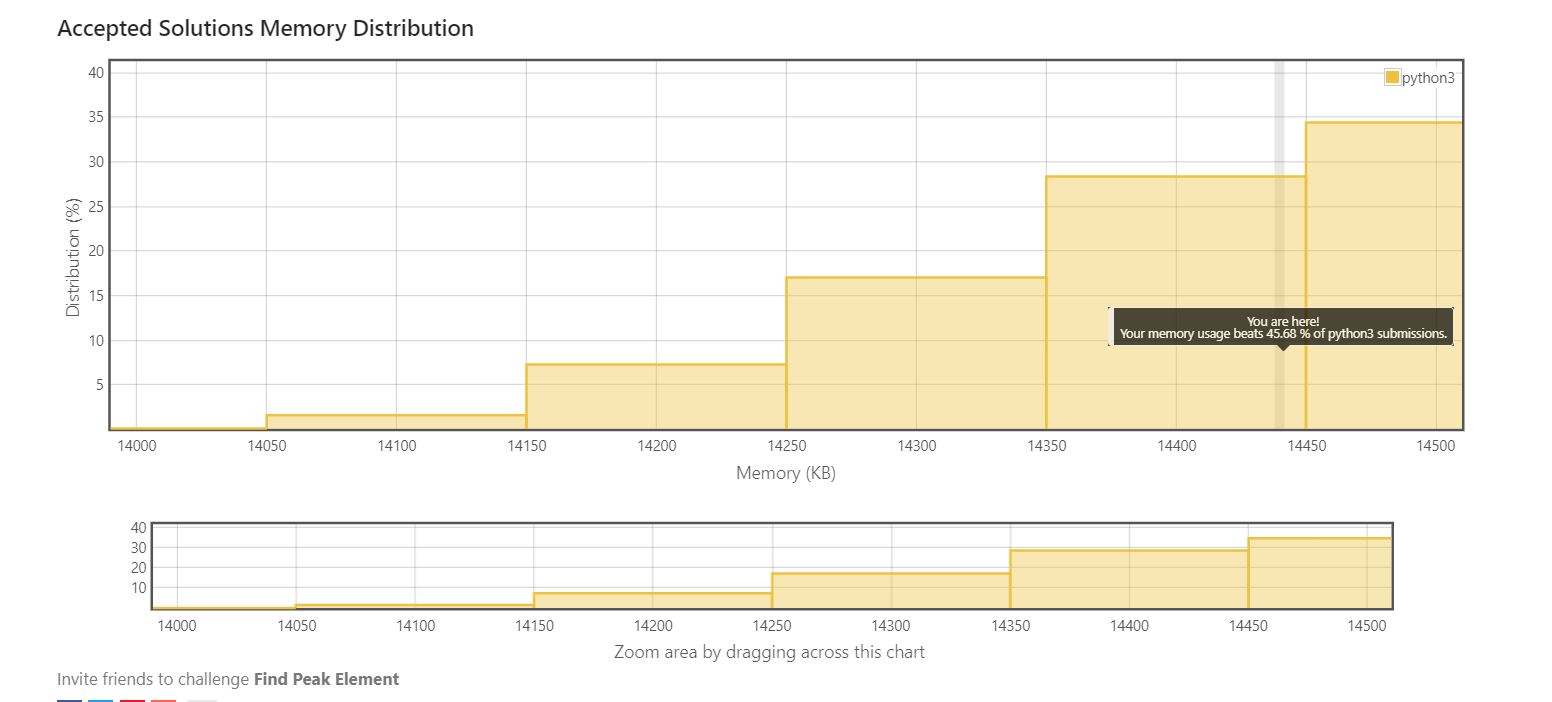 Accepted Solutions Memory Distribution
40
python3
35
30
25
20
15
10
5
Distribution (%)
You are here!
Your memory usage beats 45.68 % of python3 submissions.
14000 14050 14100 14150 14200 14250 14300 14350 14400 14450 14500
Memory (KB)
40
30
20
10
14000 14050 14100 14150 14200 14250 14300 14350 14400 14450 14500
Zoom area by dragging across this chart
Invite friends to challenge Find Peak Element